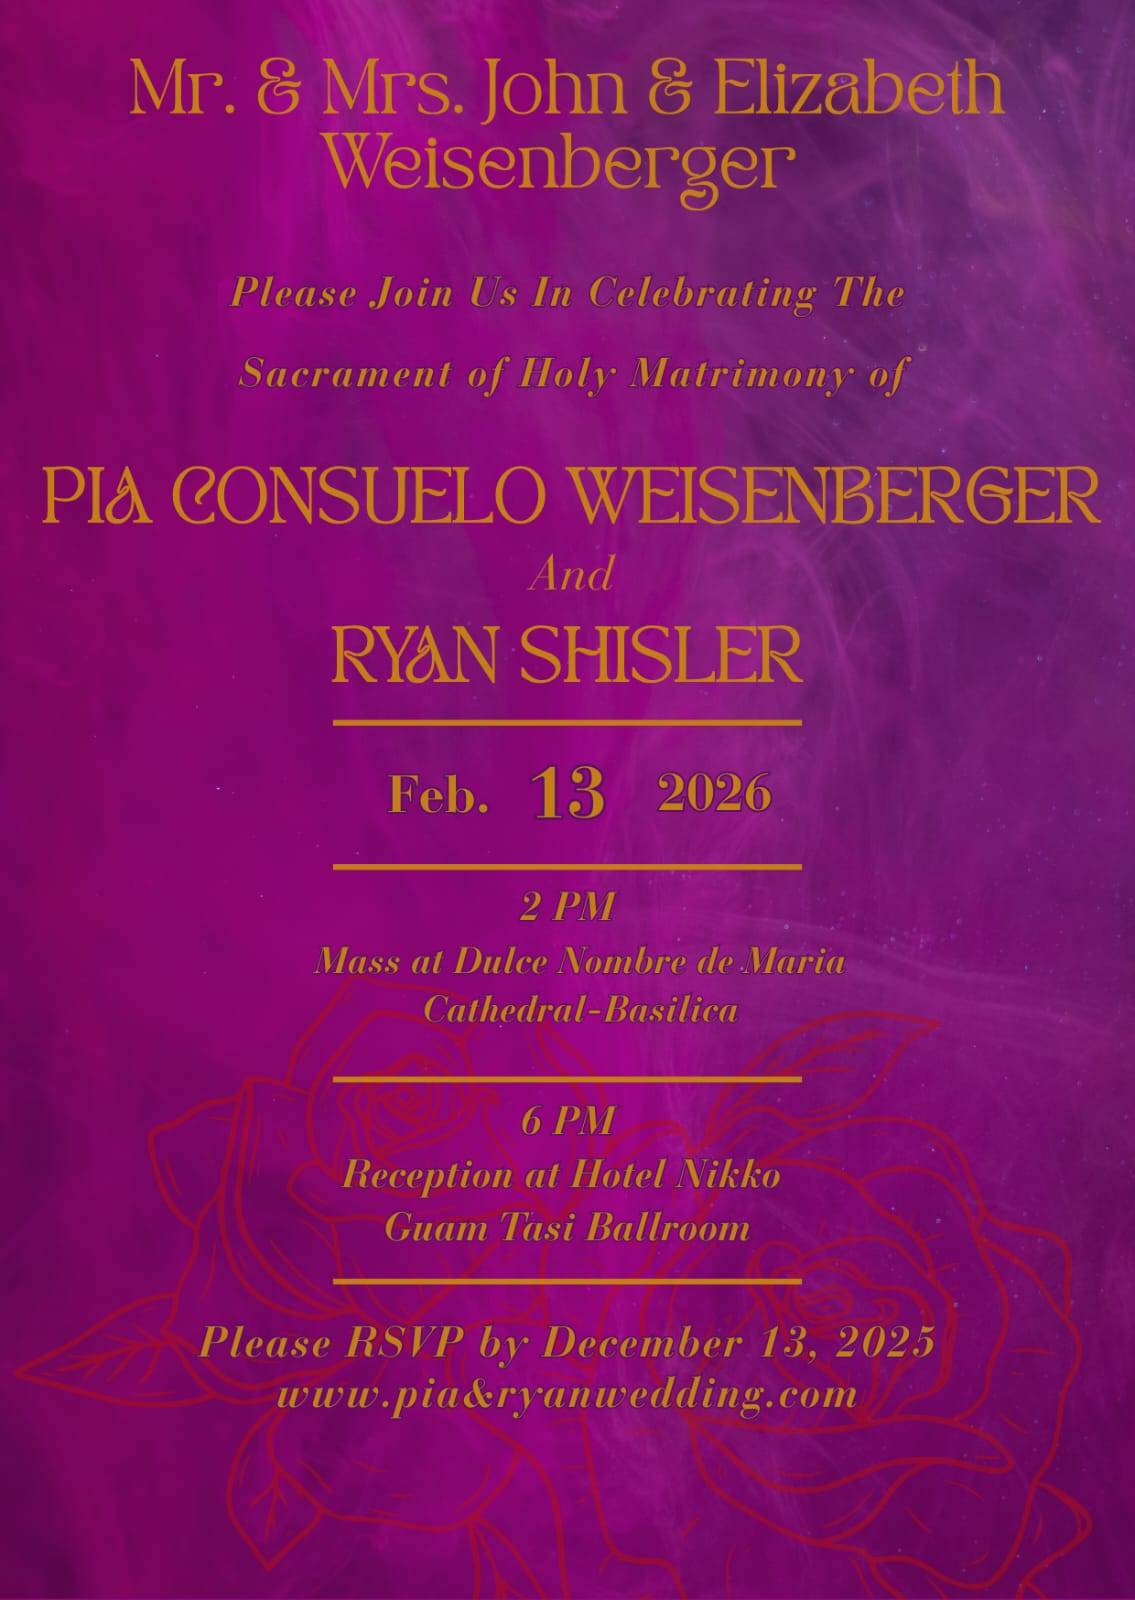 Mr. & Mrs. John & Elizabeth
Weisenberger
Please Join Us In Celebrating The
Sacrament of Holy Matrimony of
PIA CONSUELO WEISENBERGER
And
RYAN SHISLER
Feb. 13 2026
2 PM
Mass at Dulce Nombre de Maria
Cathedral-Basilica
6 PM
Reception at Hotel Nikko
Guam Tasi Ballroom
Please RSVP by December 13, 2025
www.pia&ryanwedding.com